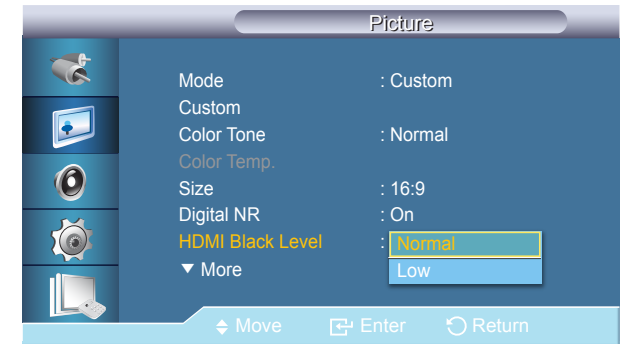 Picture
Mode : Custom
Custom
Color Tone : Normal
Color Temp.
Size : 16:9
Digital NR : On
HDMI Black Level : Normal
Low
▼ More
Move Enter Return